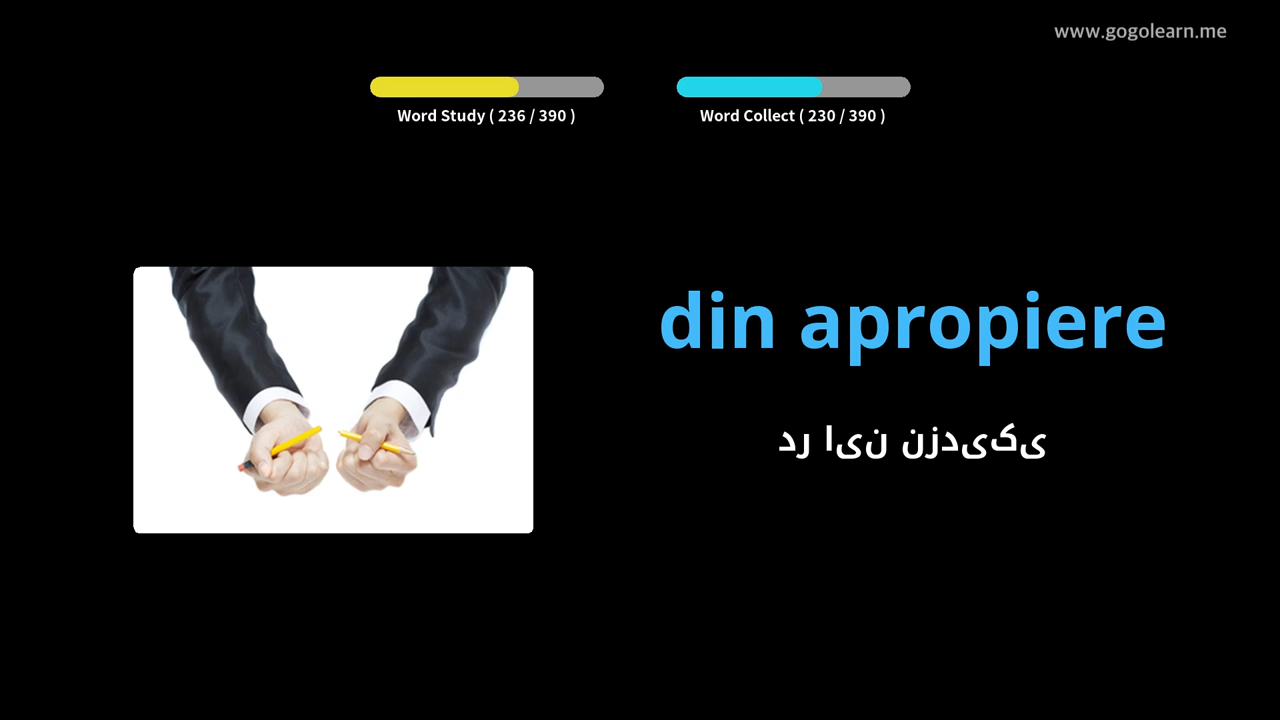 www.gogolearn.me
Word Study ( 236 / 390 )
Word Collect ( 230 / 390 )
din apropiere
در این نزدیکی